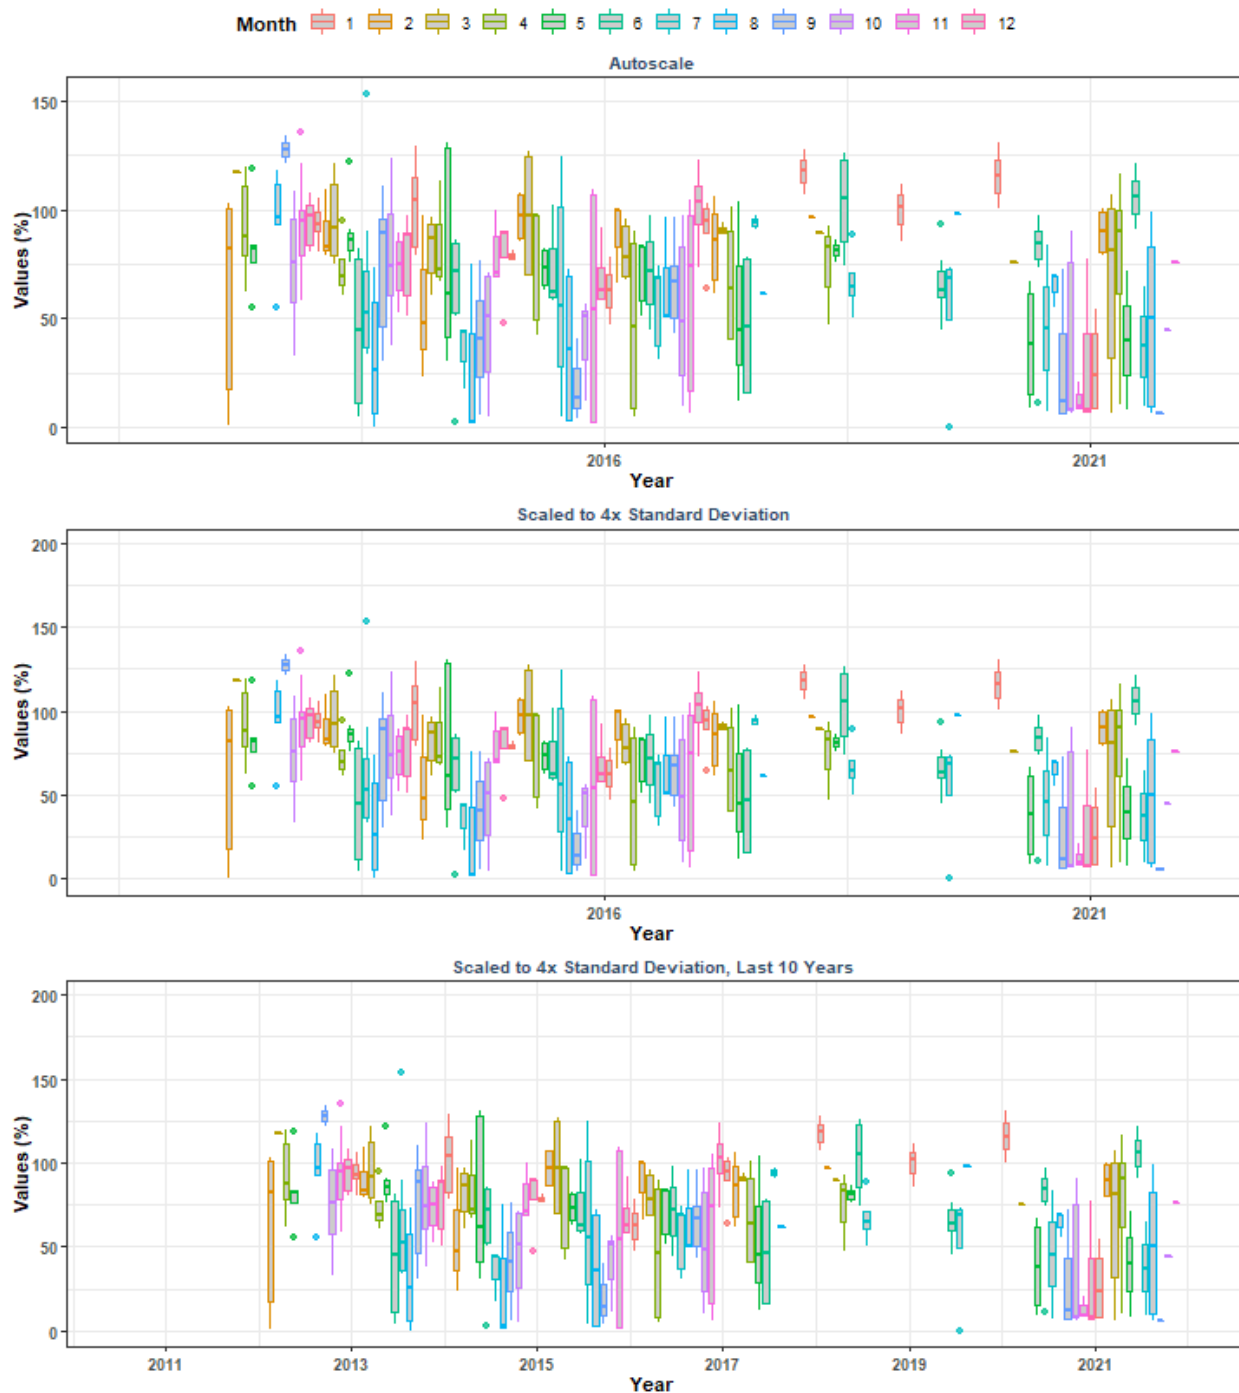 Month 1 2 3 4 5 6 7 8 9 10 11 12
Autoscale
Values (%)
150
100
50
0
2016 2021
Year
Scaled to 4x Standard Deviation
Values (%)
200
150
100
50
0
2016 2021
Year
Scaled to 4x Standard Deviation, Last 10 Years
Values (%)
200
150
100
50
0
2011 2013 2015 2017 2019 2021
Year